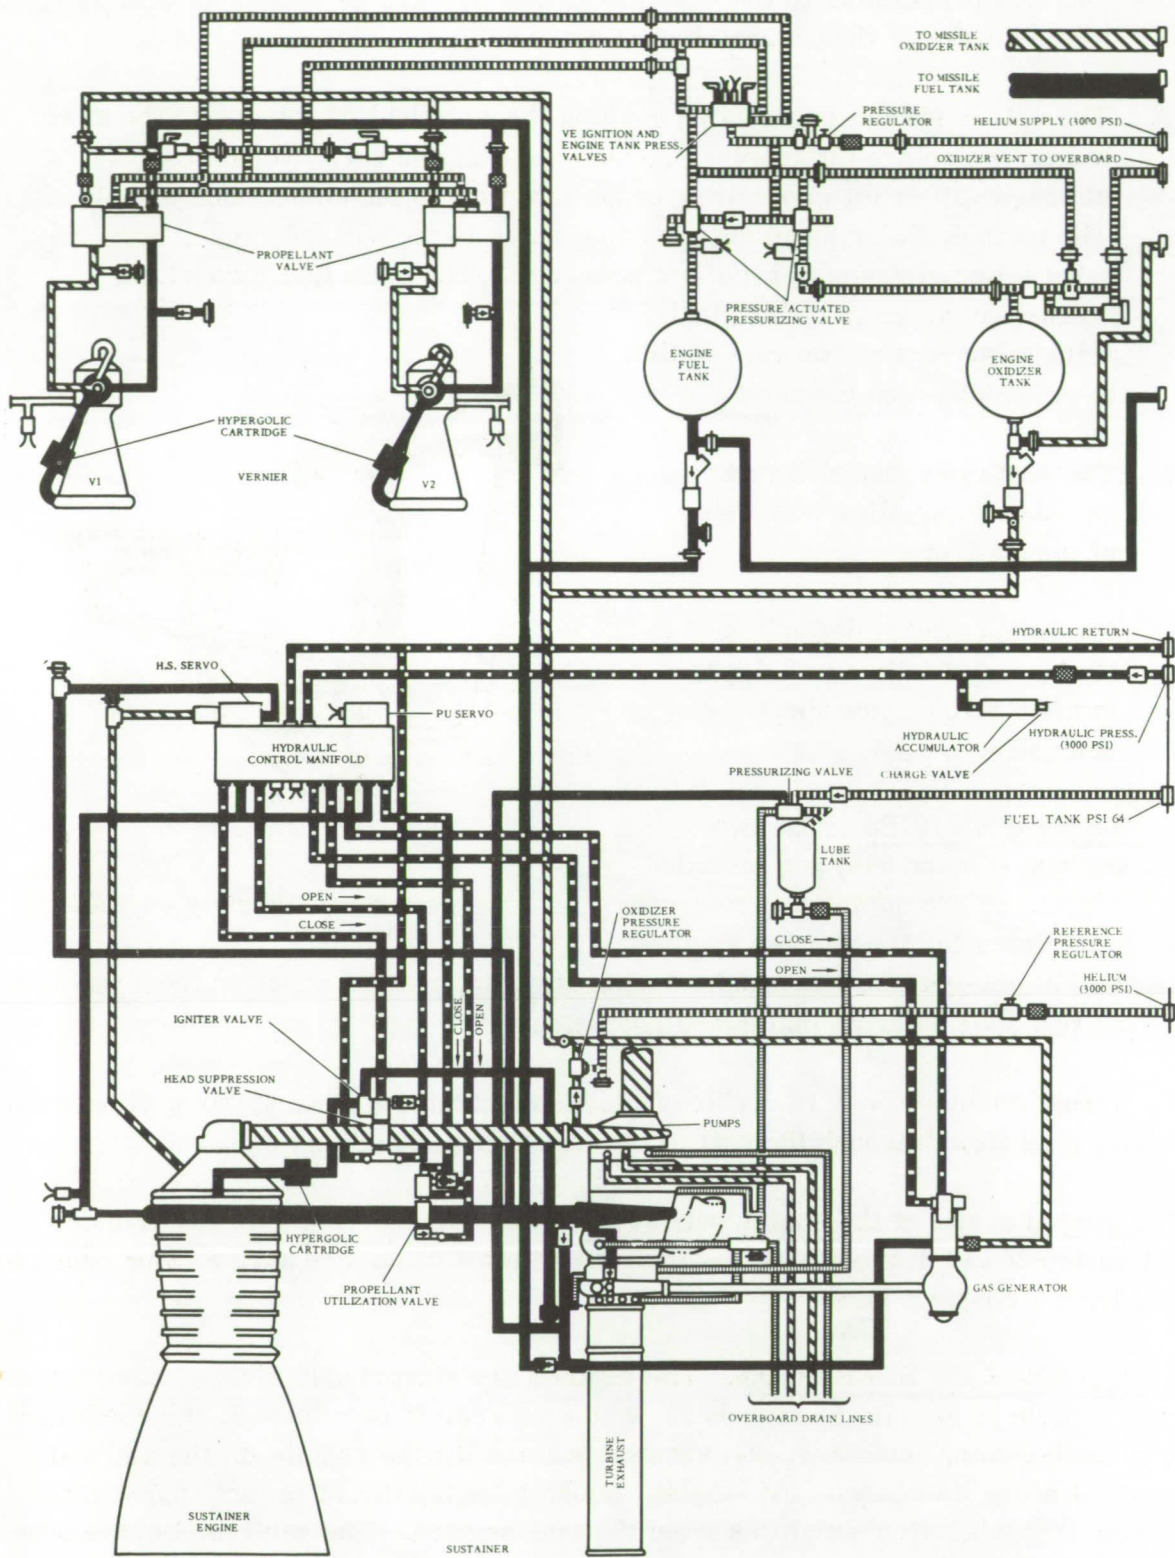 TO MISSILE
OXIDIZER TANK
TO MISSILE
FUEL TANK
VE IGNITION AND
ENGINE TANK PRESS.
VALVES
PRESSURE
REGULATOR
HELIUM SUPPLY (3000 PSI)
OXIDIZER VENT TO OVERBOARD
PROPELLANT
VALVE
PRESSURE ACTUATED
PRESSURIZING VALVE
ENGINE
FUEL
TANK
ENGINE
OXIDIZER
TANK
HYPERGOLIC
CARTRIDGE
V1
VERNIER
V2
HYDRAULIC RETURN
H.S. SERVO
PU SERVO
HYDRAULIC
CONTROL MANIFOLD
HYDRAULIC
ACCUMULATOR
HYDRAULIC PRESS.
(3000 PSI)
CHARGE VALVE
PRESSURIZING VALVE
FUEL TANK PSI 64
LUBE
TANK
OPEN
CLOSE
OXIDIZER
PRESSURE
REGULATOR
CLOSE
OPEN
REFERENCE
PRESSURE
REGULATOR
HELIUM
(3000 PSI)
IGNITER VALVE
CLOSE
OPEN
HEAD SUPPRESSION
VALVE
PUMPS
HYPERGOLIC
CARTRIDGE
PROPELLANT
UTILIZATION VALVE
GAS GENERATOR
OVERBOARD DRAIN LINES
TURBINE
EXHAUST
SUSTAINER
ENGINE
SUSTAINER